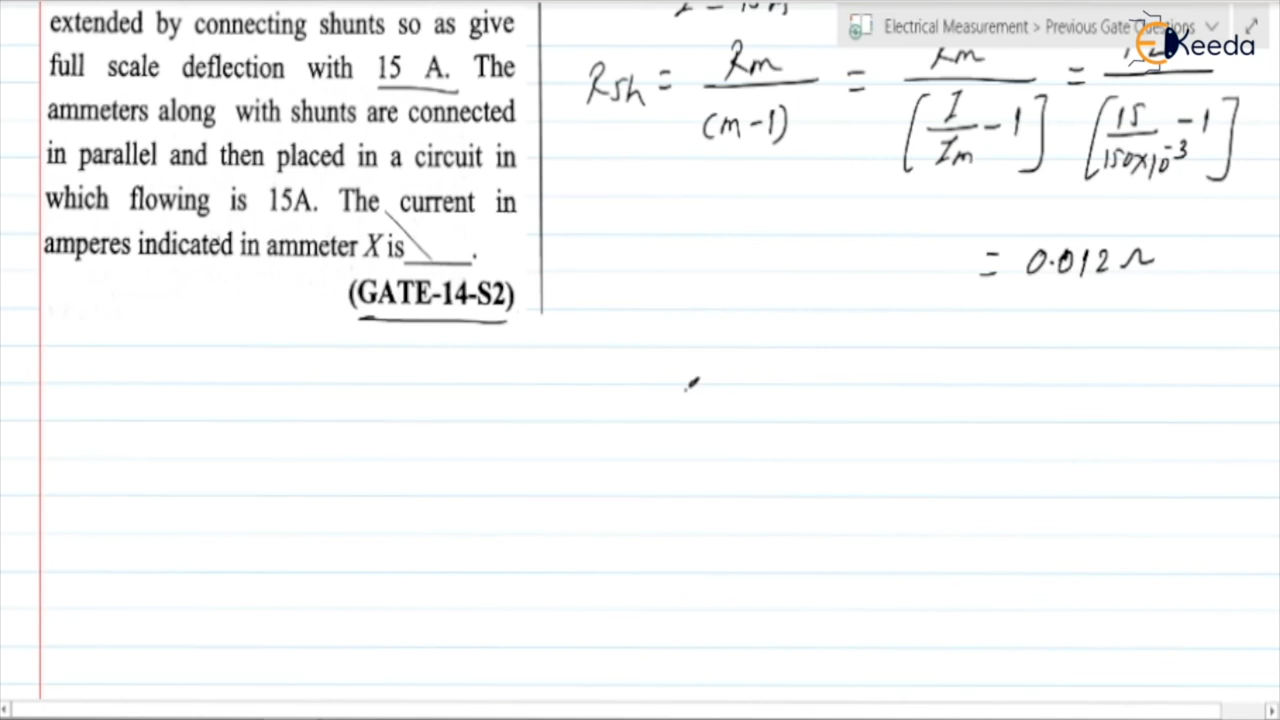 extended by connecting shunts so as give
full scale deflection with 15 A. The
ammeters along with shunts are connected
in parallel and then placed in a circuit in
which flowing is 15A. The current in
amperes indicated in ammeter X is____.
(GATE-14-S2)
Electrical Measurement > Previous Gate Questions
Keeda
Rsh = Rm / (m-1) = Rm / [I/Im - 1] = / [15/150×10^-3 - 1]
= 0.012 Ω